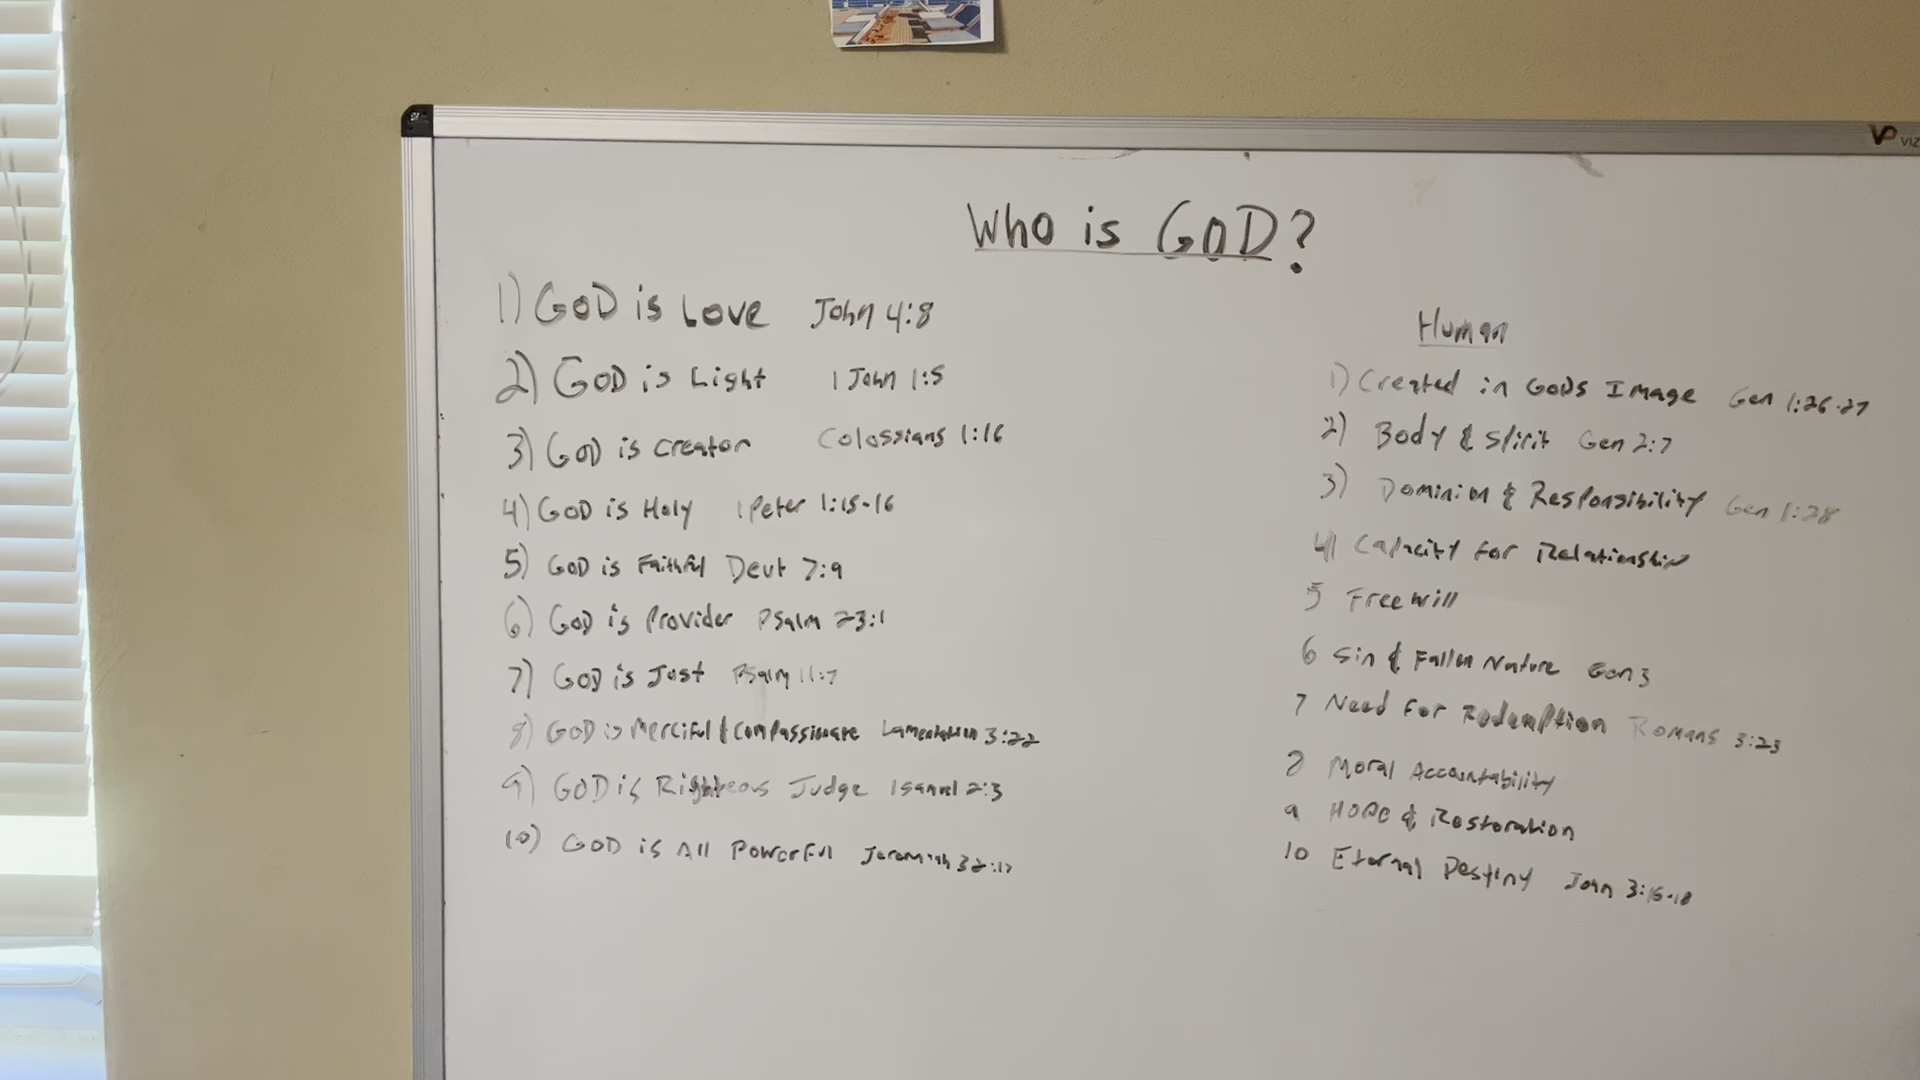 VIZ
Who is GOD?
1) GOD is Love John 4:8
2) GOD is Light 1 John 1:5
3) GOD is creator Colossians 1:16
4) GOD is Holy 1 Peter 1:15-16
5) GOD is Faithful Deut 7:9
6) GOD is Provider Psalm 23:1
7) GOD is Just Psalm 11:7
8) GOD is Merciful & Compassionate Lamentation 3:22
9) GOD is Righteous Judge 1 2:3
10) GOD is All Powerful Jeremiah 32:17
Human
1) Created in GODS Image Gen 1:26-27
2) Body & Spirit Gen 2:7
3) Dominion & Responsibility Gen 1:28
4) Capacity for Relationship
5 Free will
6 Sin & Fallen Nature Gen 3
7 Need For Redemption Romans 3:23
8 Moral Accountability
9 HOPE & Restoration
10 Eternal Destiny John 3:16-18